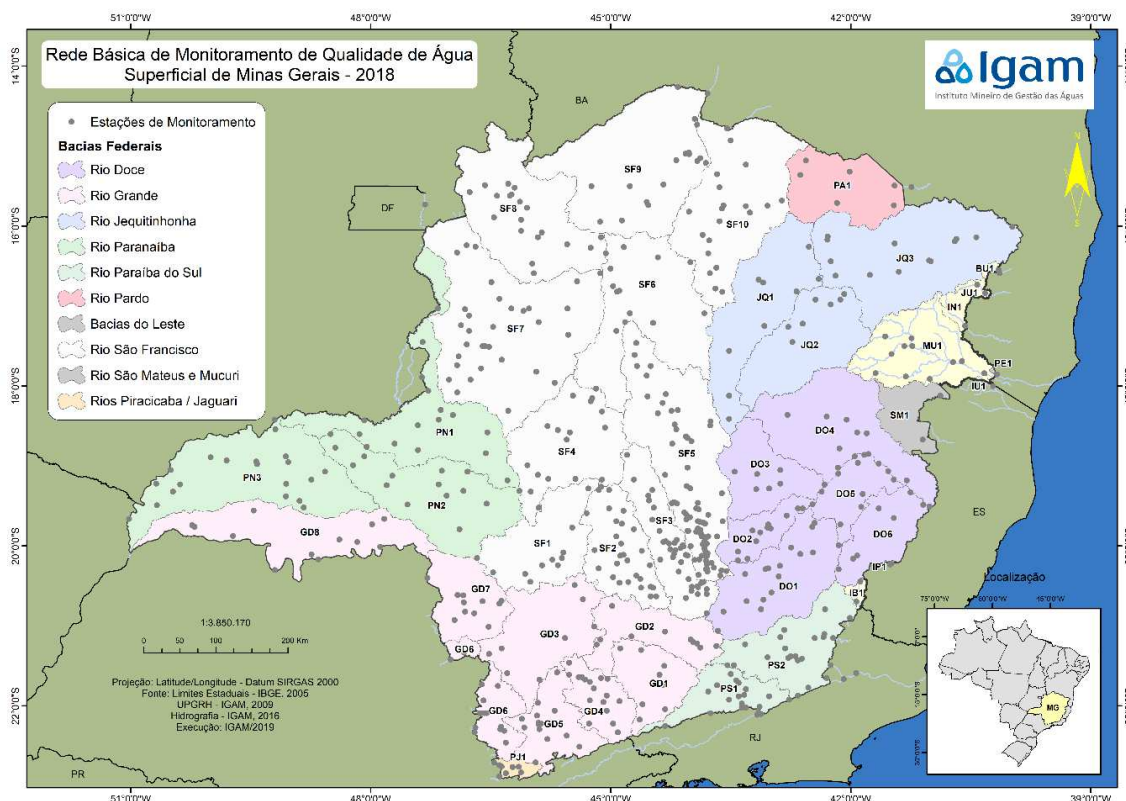 51°0'0"W 48°0'0"W 45°0'0"W 42°0'0"W 39°0'0"W
Rede Básica de Monitoramento de Qualidade de Água
Superficial de Minas Gerais - 2018
Igam
Instituto Mineiro de Gestão das Águas
14°0'0"S
16°0'0"S
18°0'0"S
20°0'0"S
22°0'0"S
Estações de Monitoramento
Bacias Federais
Rio Doce
Rio Grande
Rio Jequitinhonha
Rio Paranaíba
Rio Paraíba do Sul
Rio Pardo
Bacias do Leste
Rio São Francisco
Rio São Mateus e Mucuri
Rios Piracicaba / Jaguari
N
S
BA
DF
ES
RJ
PR
SF9
PA1
SF8
SF10
JQ3
BU1
SF6
JQ1
JU1
IN1
SF7
JQ2
MU1
PE1
IU1
SM1
PN1
DO4
SF4
SF5
DO3
PN3
PN2
DO5
SF3
GD8
SF1
SF2
DO2
DO6
IP1
DO1
IB1
GD7
GD3
GD2
GD6
PS2
GD1
PS1
GD6
GD5
GD4
PJ1
1:3.850.170
0 50 100 200 Km
Projeção: Latitude/Longitude - Datum SIRGAS 2000
Fonte: Limites Estaduais - IBGE, 2005
UPGRH - IGAM, 2009
Hidrografia - IGAM, 2016
Execução: IGAM/2019
Localização
75°0'0"W
MG
51°0'0"W 48°0'0"W 45°0'0"W 42°0'0"W 39°0'0"W